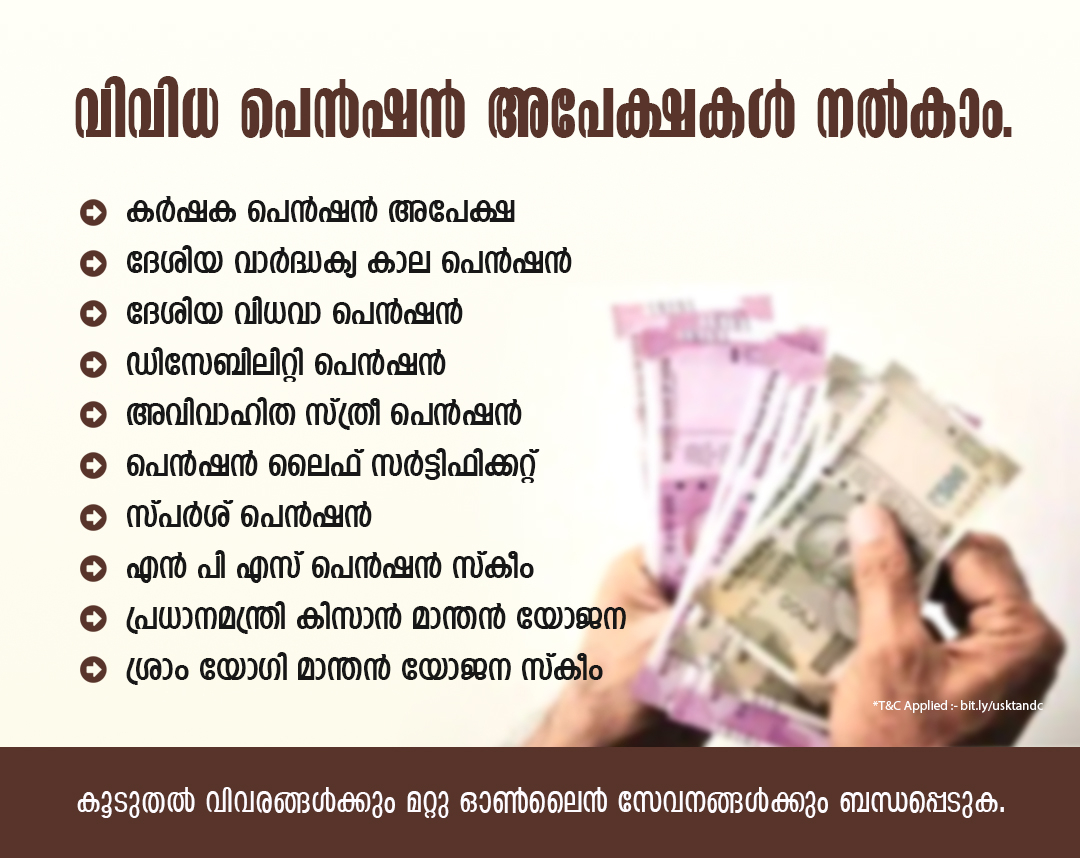 വിവിധ പെൻഷൻ അപേക്ഷകൾ നൽകാം.
കർഷക പെൻഷൻ അപേക്ഷ
ദേശിയ വാർദ്ധക്യ കാല പെൻഷൻ
ദേശിയ വിധവാ പെൻഷൻ
ഡിസേബിലിറ്റി പെൻഷൻ
അവിവാഹിത സ്ത്രീ പെൻഷൻ
പെൻഷൻ ലൈഫ് സർട്ടിഫിക്കറ്റ്
സ്പർശ് പെൻഷൻ
എൻ പി എസ് പെൻഷൻ സ്കീം
പ്രധാനമന്ത്രി കിസാൻ മാന്തൻ യോജന
ശ്രാം യോഗി മാന്തൻ യോജന സ്കീം
*T&C Applied :- bit.ly/usktandc
കൂടുതൽ വിവരങ്ങൾക്കും മറ്റു ഓൺലൈൻ സേവനങ്ങൾക്കും ബന്ധപ്പെടുക.